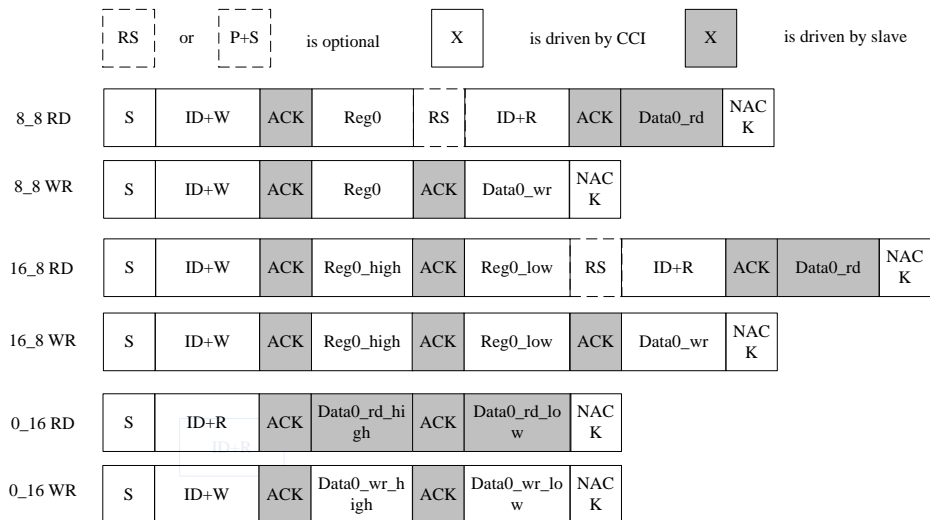 RS or P+S is optional X is driven by CCI X is driven by slave
8_8 RD S ID+W ACK Reg0 RS ID+R ACK Data0_rd NAC
K
8_8 WR S ID+W ACK Reg0 ACK Data0_wr NAC
K
16_8 RD S ID+W ACK Reg0_high ACK Reg0_low RS ID+R ACK Data0_rd NAC
K
16_8 WR S ID+W ACK Reg0_high ACK Reg0_low ACK Data0_wr NAC
K
0_16 RD S ID+R ACK Data0_rd_hi ACK Data0_rd_lo NAC
gh w K
ID+R
0_16 WR S ID+W ACK Data0_wr_h ACK Data0_wr_lo NAC
igh w K